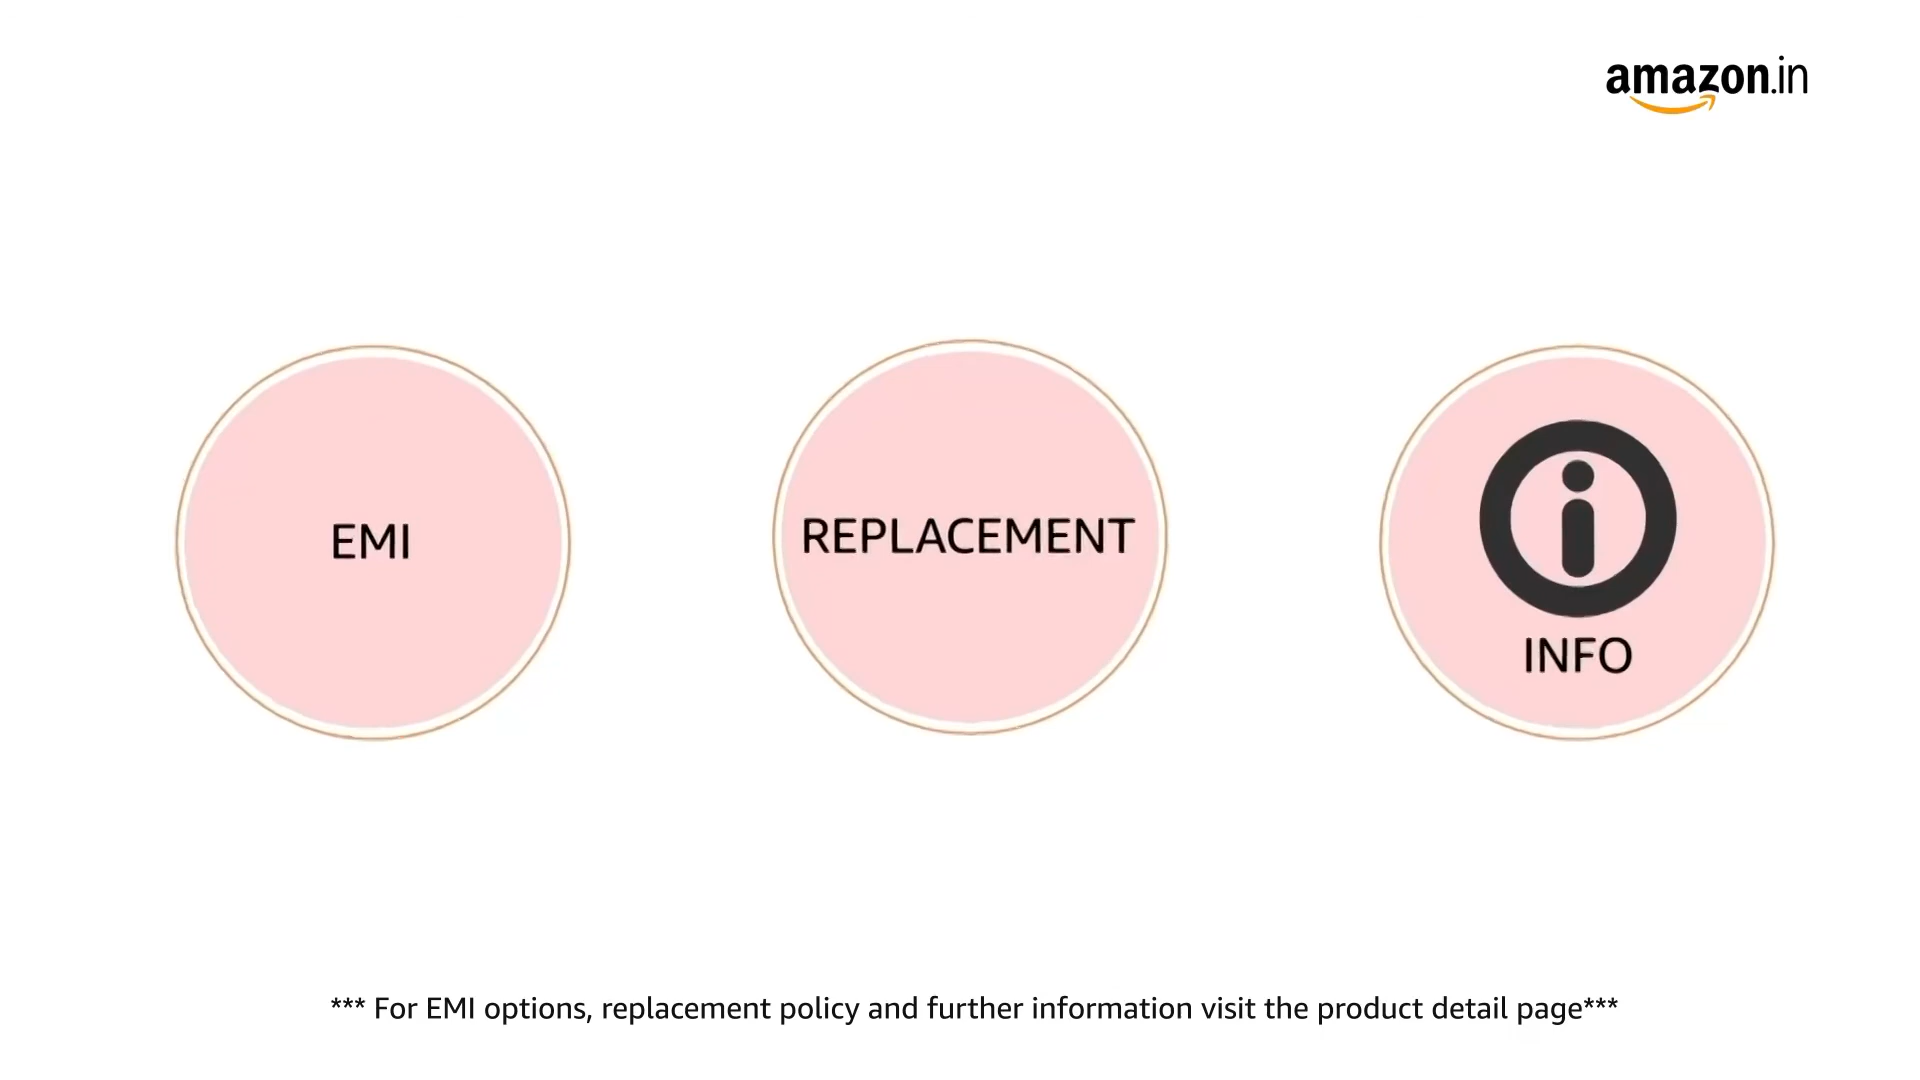 amazon.in
EMI
REPLACEMENT
INFO
*** For EMI options, replacement policy and further information visit the product detail page***